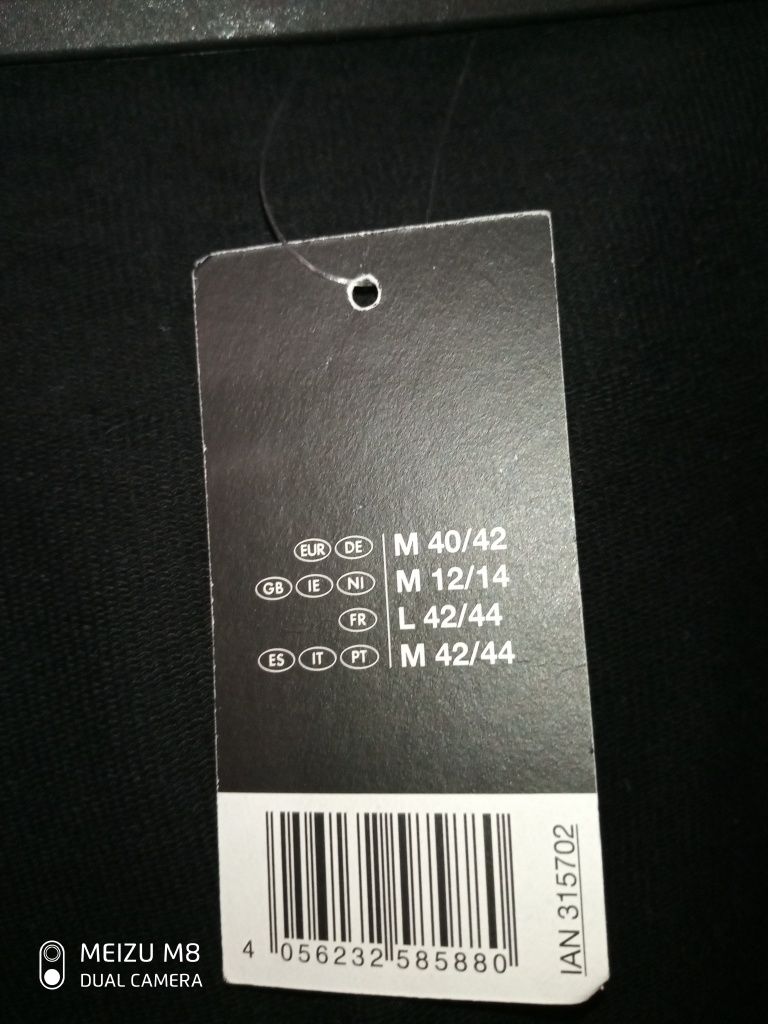 EUR DE M 40/42
GB IE NI M 12/14
FR L 42/44
ES IT PT M 42/44
4 056232 585880
IAN 315702
MEIZU M8
DUAL CAMERA